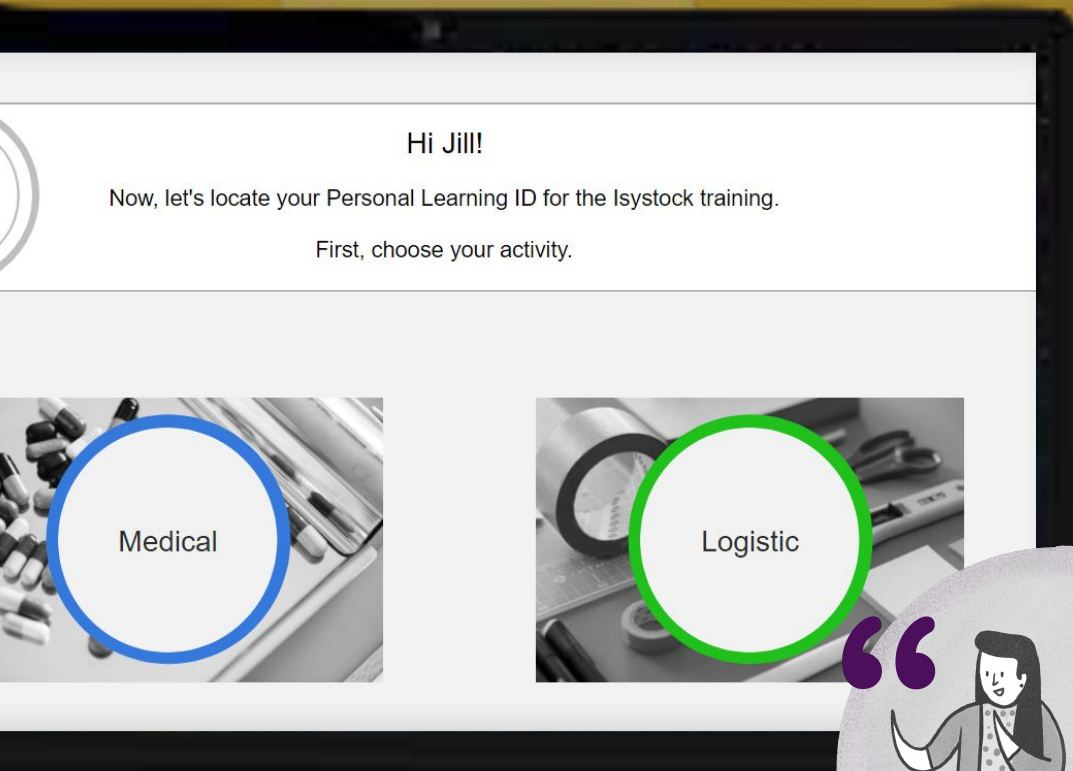 Hi Jill!
Now, let's locate your Personal Learning ID for the Isystock training.
First, choose your activity.
Medical
Logistic
“